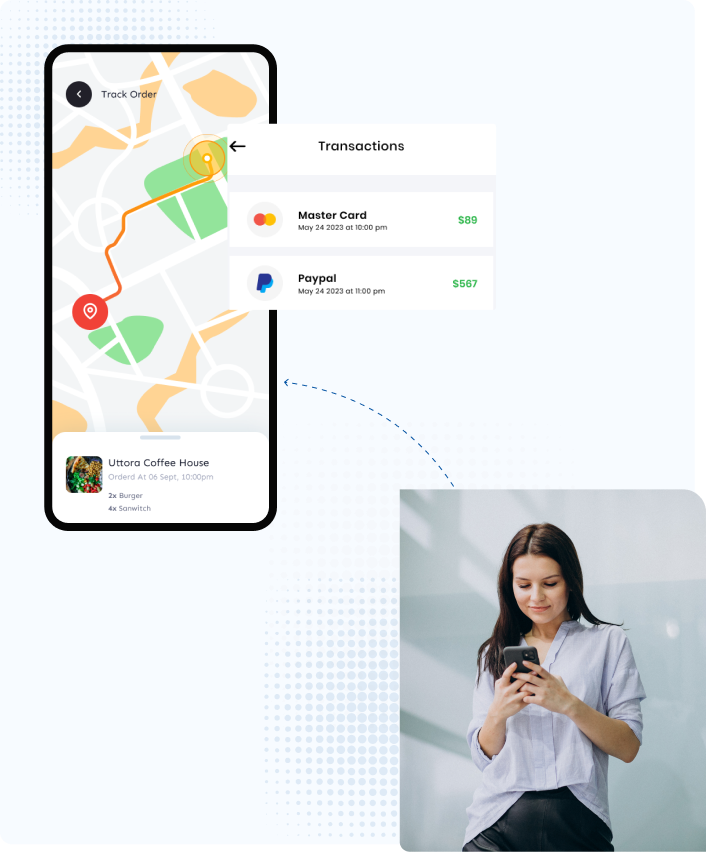 Track Order
Transactions
Master Card
May 24 2023 at 10:00 pm
$89
Paypal
May 24 2023 at 11:00 pm
$567
Uttora Coffee House
Orderd At 06 Sept, 10:00pm
2x Burger
4x Sanwitch